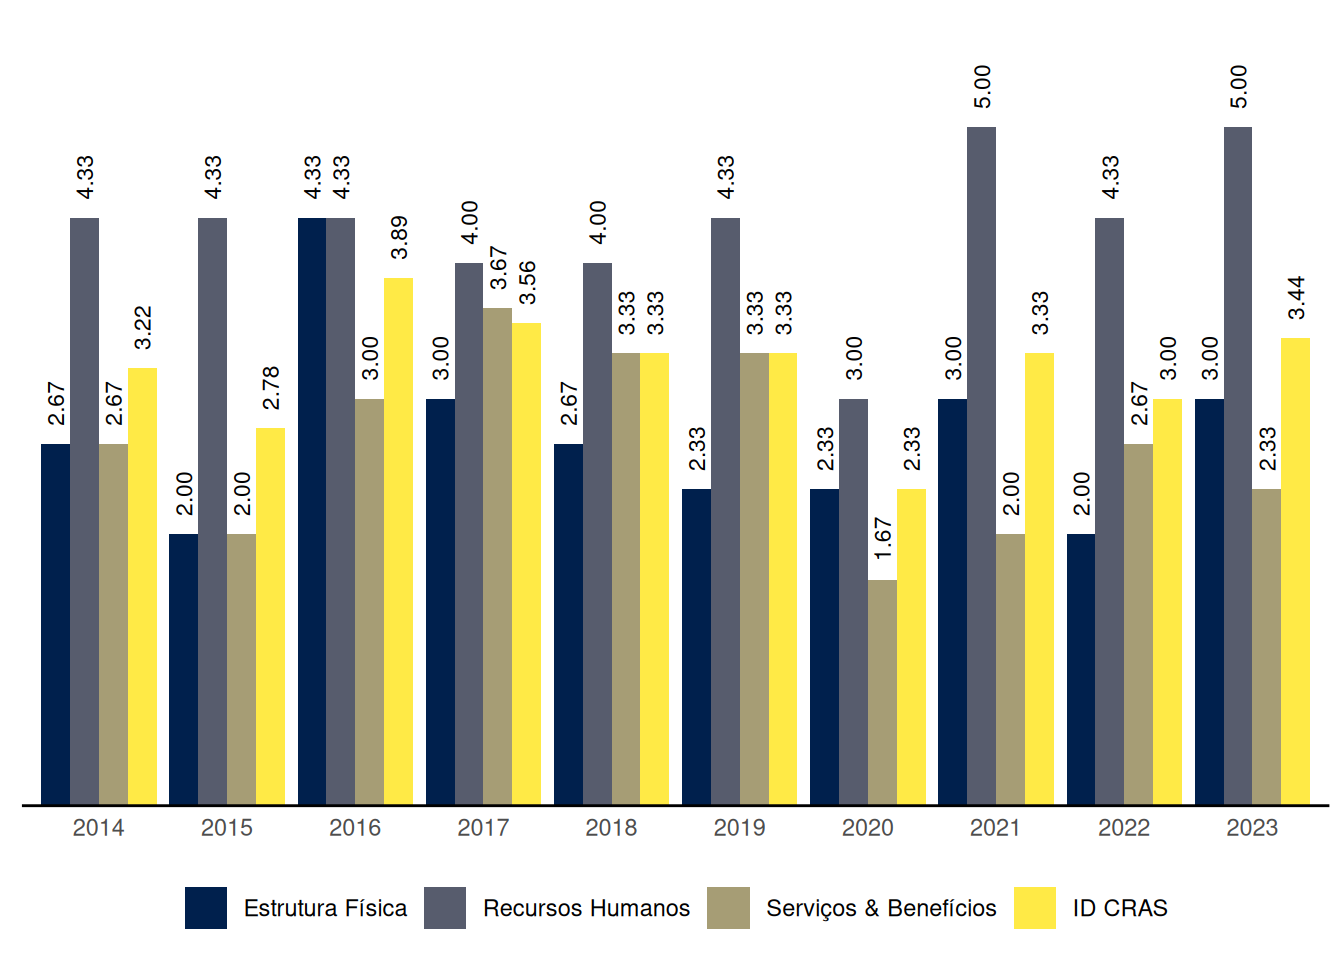 2.67 4.33 2.67 3.22
2.00 4.33 2.00 2.78
4.33 4.33 3.00 3.89
3.00 4.00 3.67 3.56
2.67 4.00 3.33 3.33
2.33 4.33 3.33 3.33
2.33 3.00 1.67 2.33
3.00 5.00 2.00 3.33
2.00 4.33 2.67 3.00
3.00 5.00 2.33 3.44
2014 2015 2016 2017 2018 2019 2020 2021 2022 2023
Estrutura Física Recursos Humanos Serviços & Benefícios ID CRAS